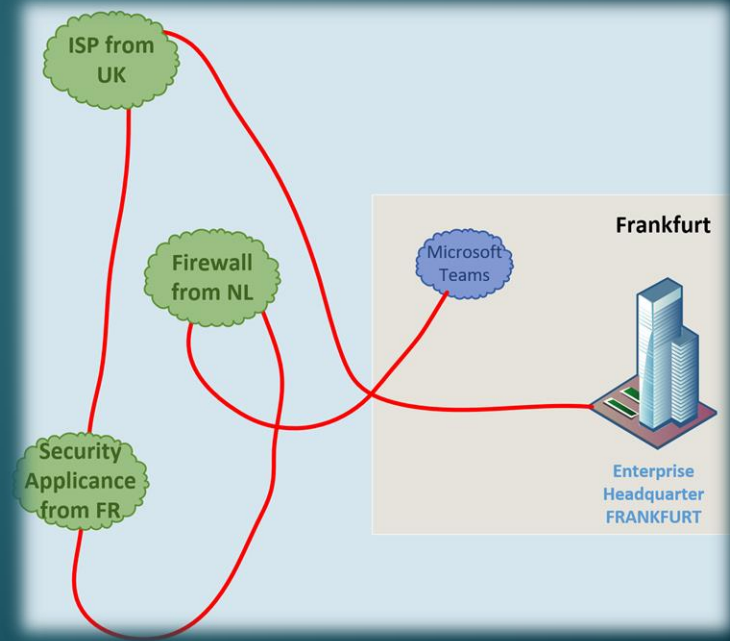 ISP from
UK
Firewall
from NL
Microsoft
Teams
Frankfurt
Security
Applicance
from FR
Enterprise
Headquarter
FRANKFURT